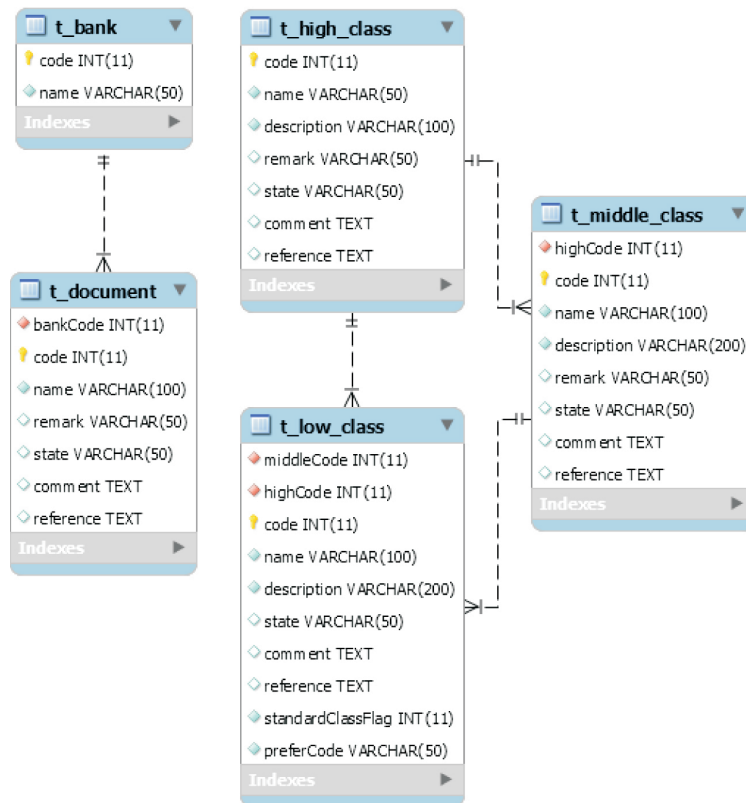 t_bank
code INT(11)
name VARCHAR(50)
Indexes
t_high_class
code INT(11)
name VARCHAR(50)
description VARCHAR(100)
remark VARCHAR(50)
state VARCHAR(50)
comment TEXT
reference TEXT
Indexes
t_middle_class
highCode INT(11)
code INT(11)
name VARCHAR(100)
description VARCHAR(200)
remark VARCHAR(50)
state VARCHAR(50)
comment TEXT
reference TEXT
Indexes
t_document
bankCode INT(11)
code INT(11)
name VARCHAR(100)
remark VARCHAR(50)
state VARCHAR(50)
comment TEXT
reference TEXT
Indexes
t_low_class
middleCode INT(11)
highCode INT(11)
code INT(11)
name VARCHAR(100)
description VARCHAR(200)
state VARCHAR(50)
comment TEXT
reference TEXT
standardClassFlag INT(11)
preferCode VARCHAR(50)
Indexes